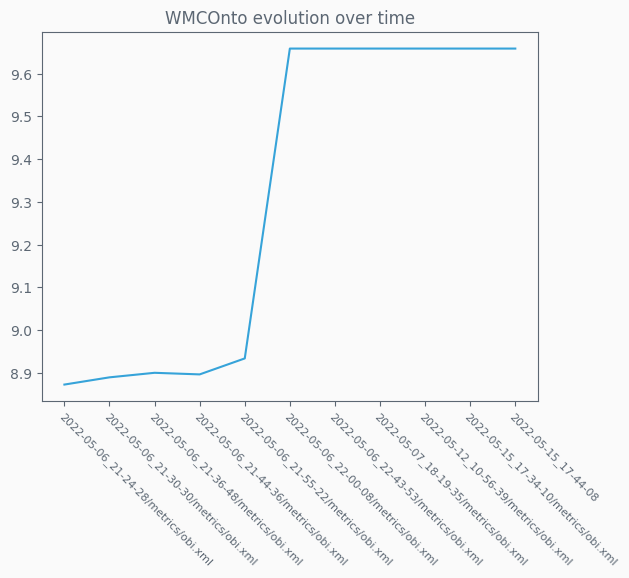 WMCOnto evolution over time
9.6
9.5
9.4
9.3
9.2
9.1
9.0
8.9
2022-05-06_21-24-28/metrics/obi.xml
2022-05-06_21-30-30/metrics/obi.xml
2022-05-06_21-36-48/metrics/obi.xml
2022-05-06_21-44-36/metrics/obi.xml
2022-05-06_21-55-22/metrics/obi.xml
2022-05-06_22-00-08/metrics/obi.xml
2022-05-06_22-43-53/metrics/obi.xml
2022-05-07_18-19-35/metrics/obi.xml
2022-05-12_10-56-39/metrics/obi.xml
2022-05-15_17-34-10/metrics/obi.xml
2022-05-15_17-44-08